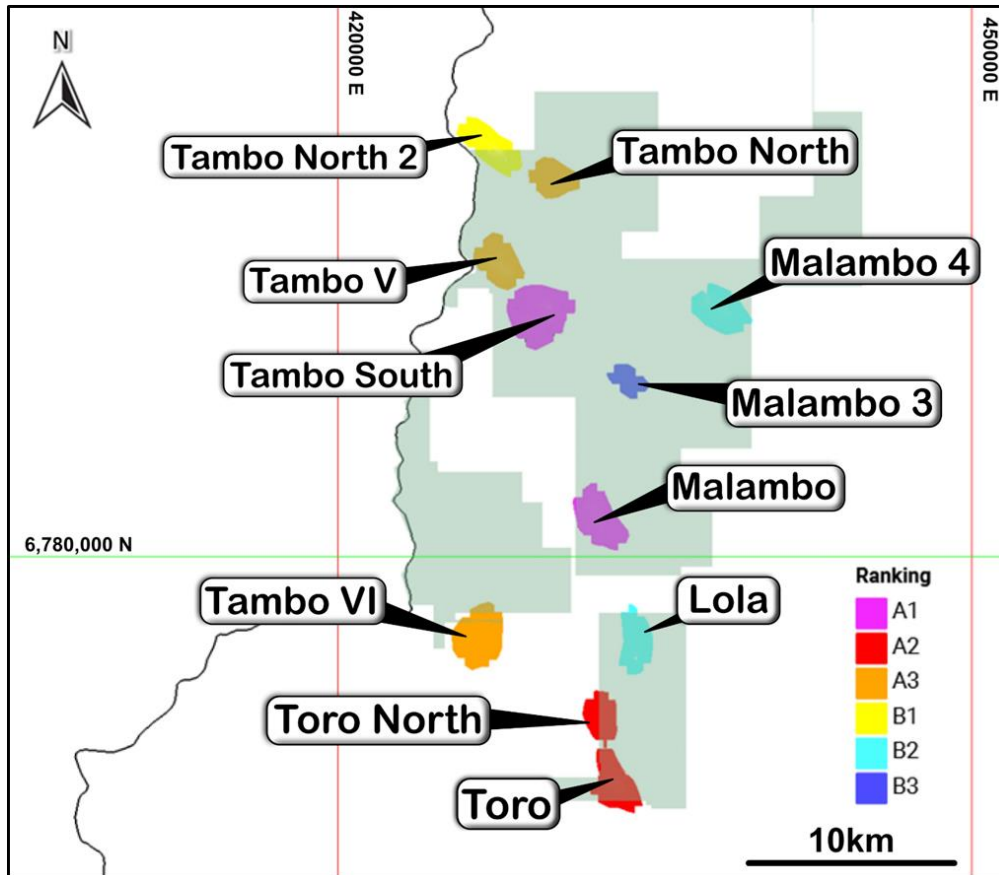 N
420000 E
450000 E
Tambo North 2
Tambo North
Tambo V
Malambo 4
Tambo South
Malambo 3
Malambo
6,780,000 N
Tambo VI
Lola
Toro North
Toro
Ranking
A1
A2
A3
B1
B2
B3
10km